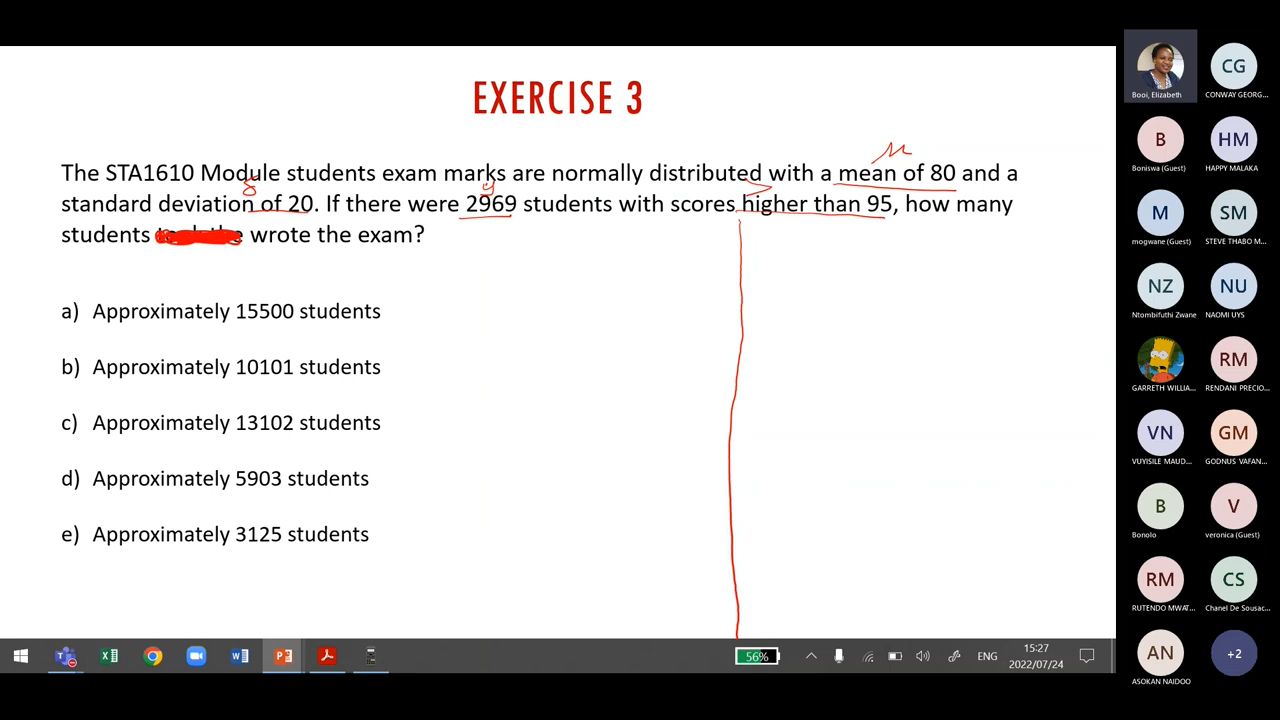 EXERCISE 3
The STA1610 Module students exam marks are normally distributed with a mean of 80 and a
standard deviation of 20. If there were 2969 students with scores higher than 95, how many
students wrote the exam?
a) Approximately 15500 students
b) Approximately 10101 students
c) Approximately 13102 students
d) Approximately 5903 students
e) Approximately 3125 students
Booi, Elizabeth
CG
CONWAY GEORG...
B
Boniswa (Guest)
HM
HAPPY MALAKA
M
mogwane (Guest)
SM
STEVE THABO M...
NZ
Ntombifuthi Zwane
NU
NAOMI UYS
GARRETH WILLIA...
RM
RENDANI PRECIO...
VN
VUYISILE MAUD...
GM
GODNUS VAFAN...
B
Bonolo
V
veronica (Guest)
RM
RUTENDO MWAT...
CS
Chanel De Sousac...
AN
ASOKAN NAIDOO
+2
56%
ENG
15:27
2022/07/24